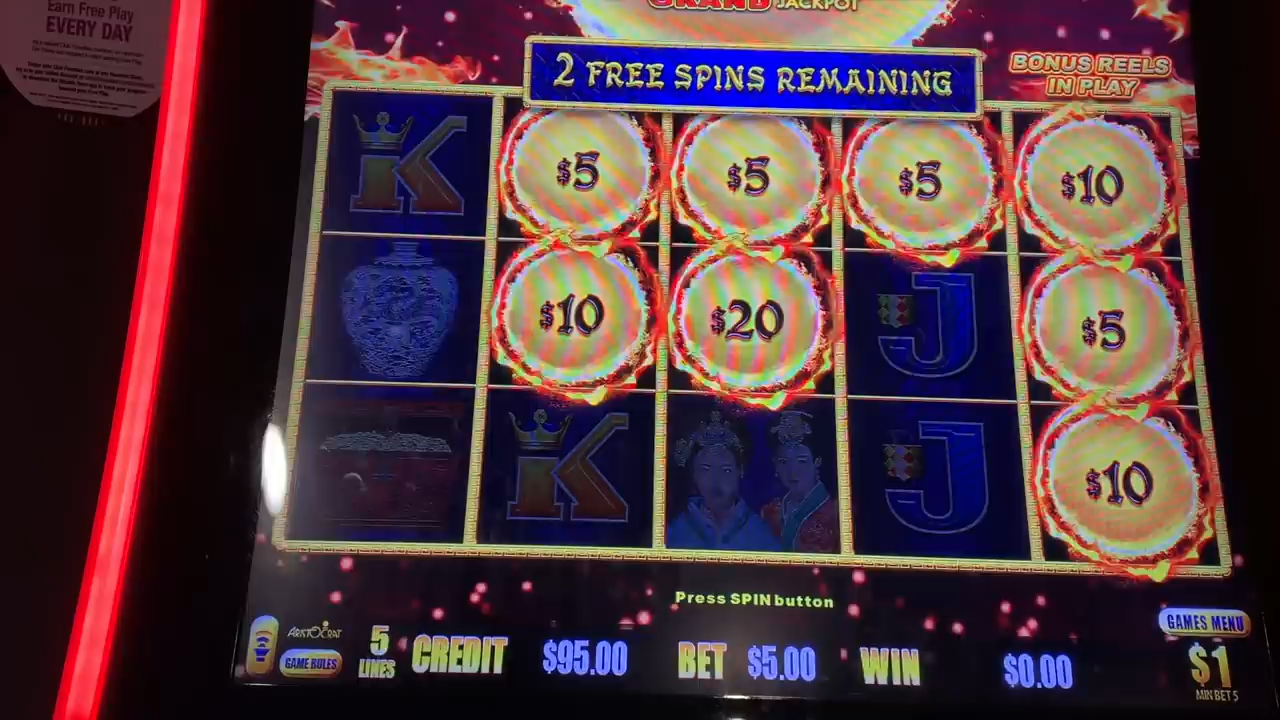 Earn Free Play
EVERY DAY
GRAND JACKPOT
2 FREE SPINS REMAINING
BONUS REELS
IN PLAY
K $5 $5 $5 $10
$10 $20 J $5
K J $10
Press SPIN button
GAMES MENU
ARISTOCRAT
GAME RULES
5
LINES
CREDIT $95.00 BET $5.00 WIN $0.00
$1
MIN BET 5